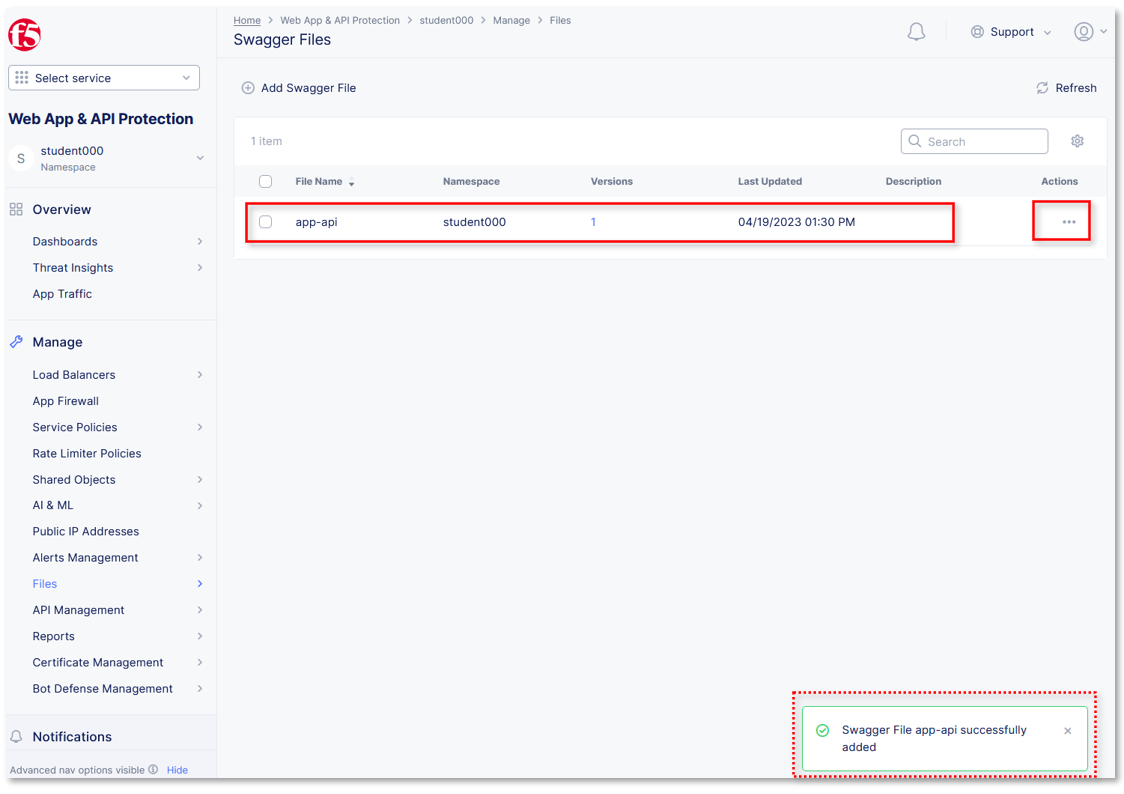 f5
Home > Web App & API Protection > student000 > Manage > Files
Swagger Files
Support
Select service
Web App & API Protection
S
student000
Namespace
Overview
Dashboards
Threat Insights
App Traffic
Manage
Load Balancers
App Firewall
Service Policies
Rate Limiter Policies
Shared Objects
AI & ML
Public IP Addresses
Alerts Management
Files
API Management
Reports
Certificate Management
Bot Defense Management
Notifications
Advanced nav options visible Hide
Add Swagger File
Refresh
1 item
Search
File Name Namespace Versions Last Updated Description Actions
app-api student000 1 04/19/2023 01:30 PM
Swagger File app-api successfully
added